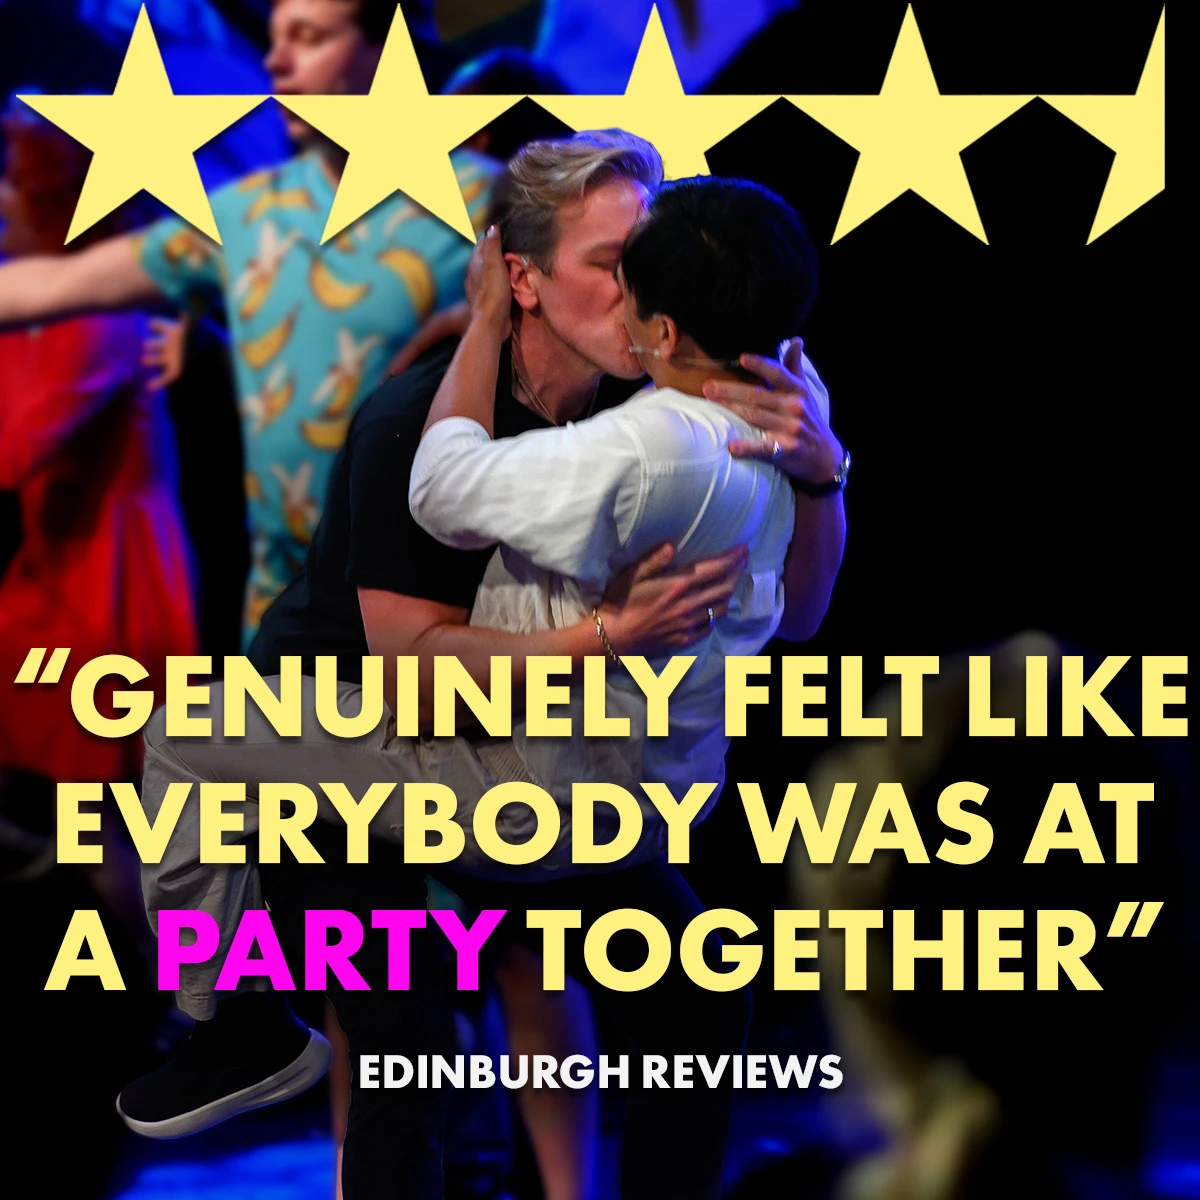 “GENUINELY FELT LIKE
EVERYBODY WAS AT
A PARTY TOGETHER”
EDINBURGH REVIEWS